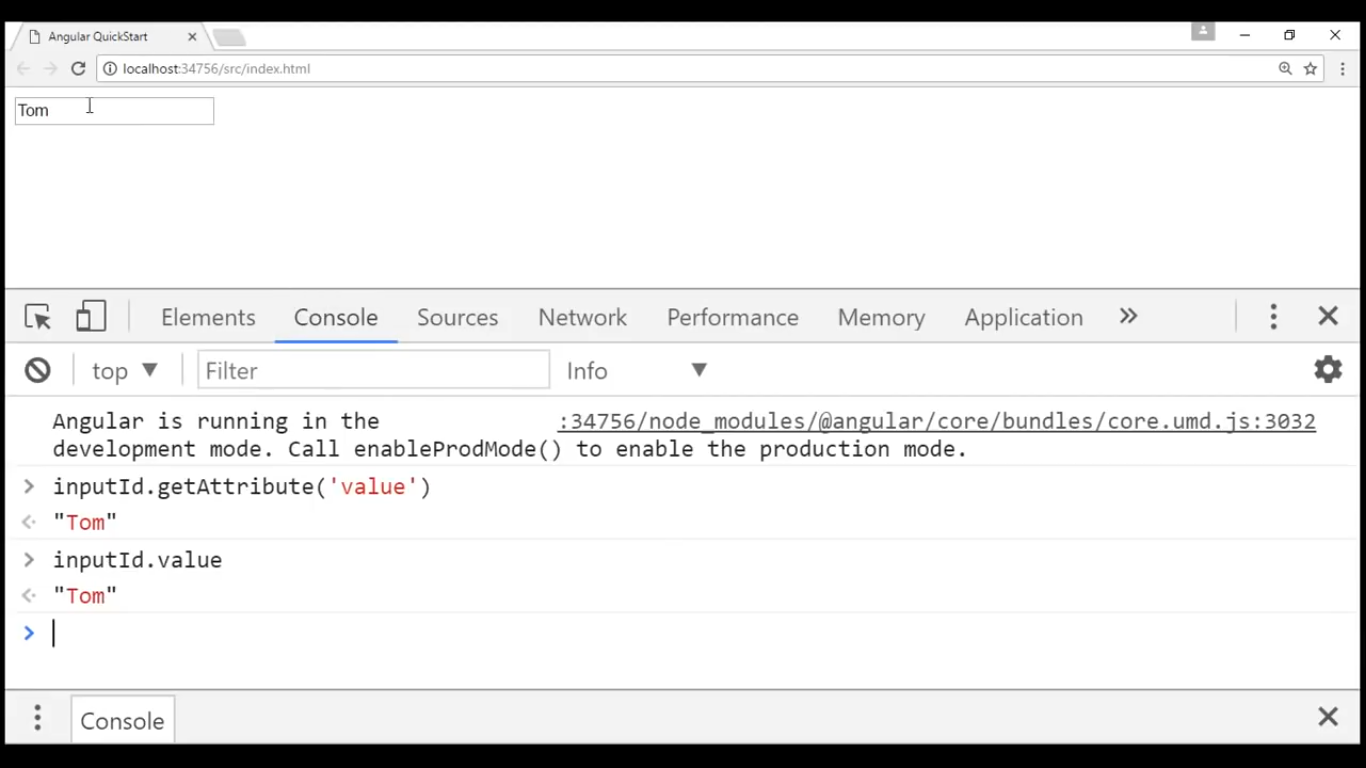 Angular QuickStart
localhost:34756/src/index.html
Tom
Elements Console Sources Network Performance Memory Application
top Filter Info
Angular is running in the :34756/node_modules/@angular/core/bundles/core.umd.js:3032
development mode. Call enableProdMode() to enable the production mode.
inputId.getAttribute('value')
"Tom"
inputId.value
"Tom"
Console